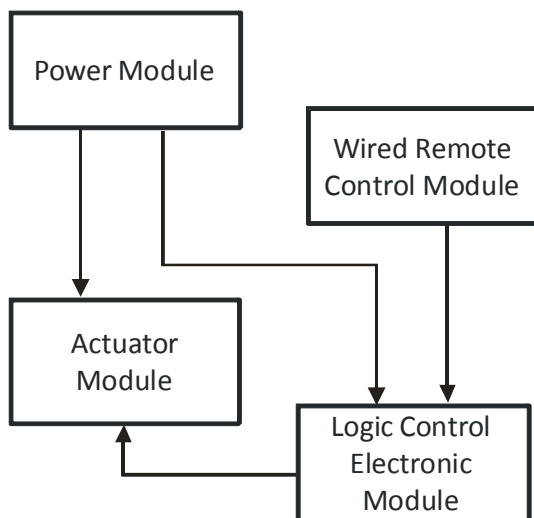 Power Module
Wired Remote
Control Module
Actuator
Module
Logic Control
Electronic
Module